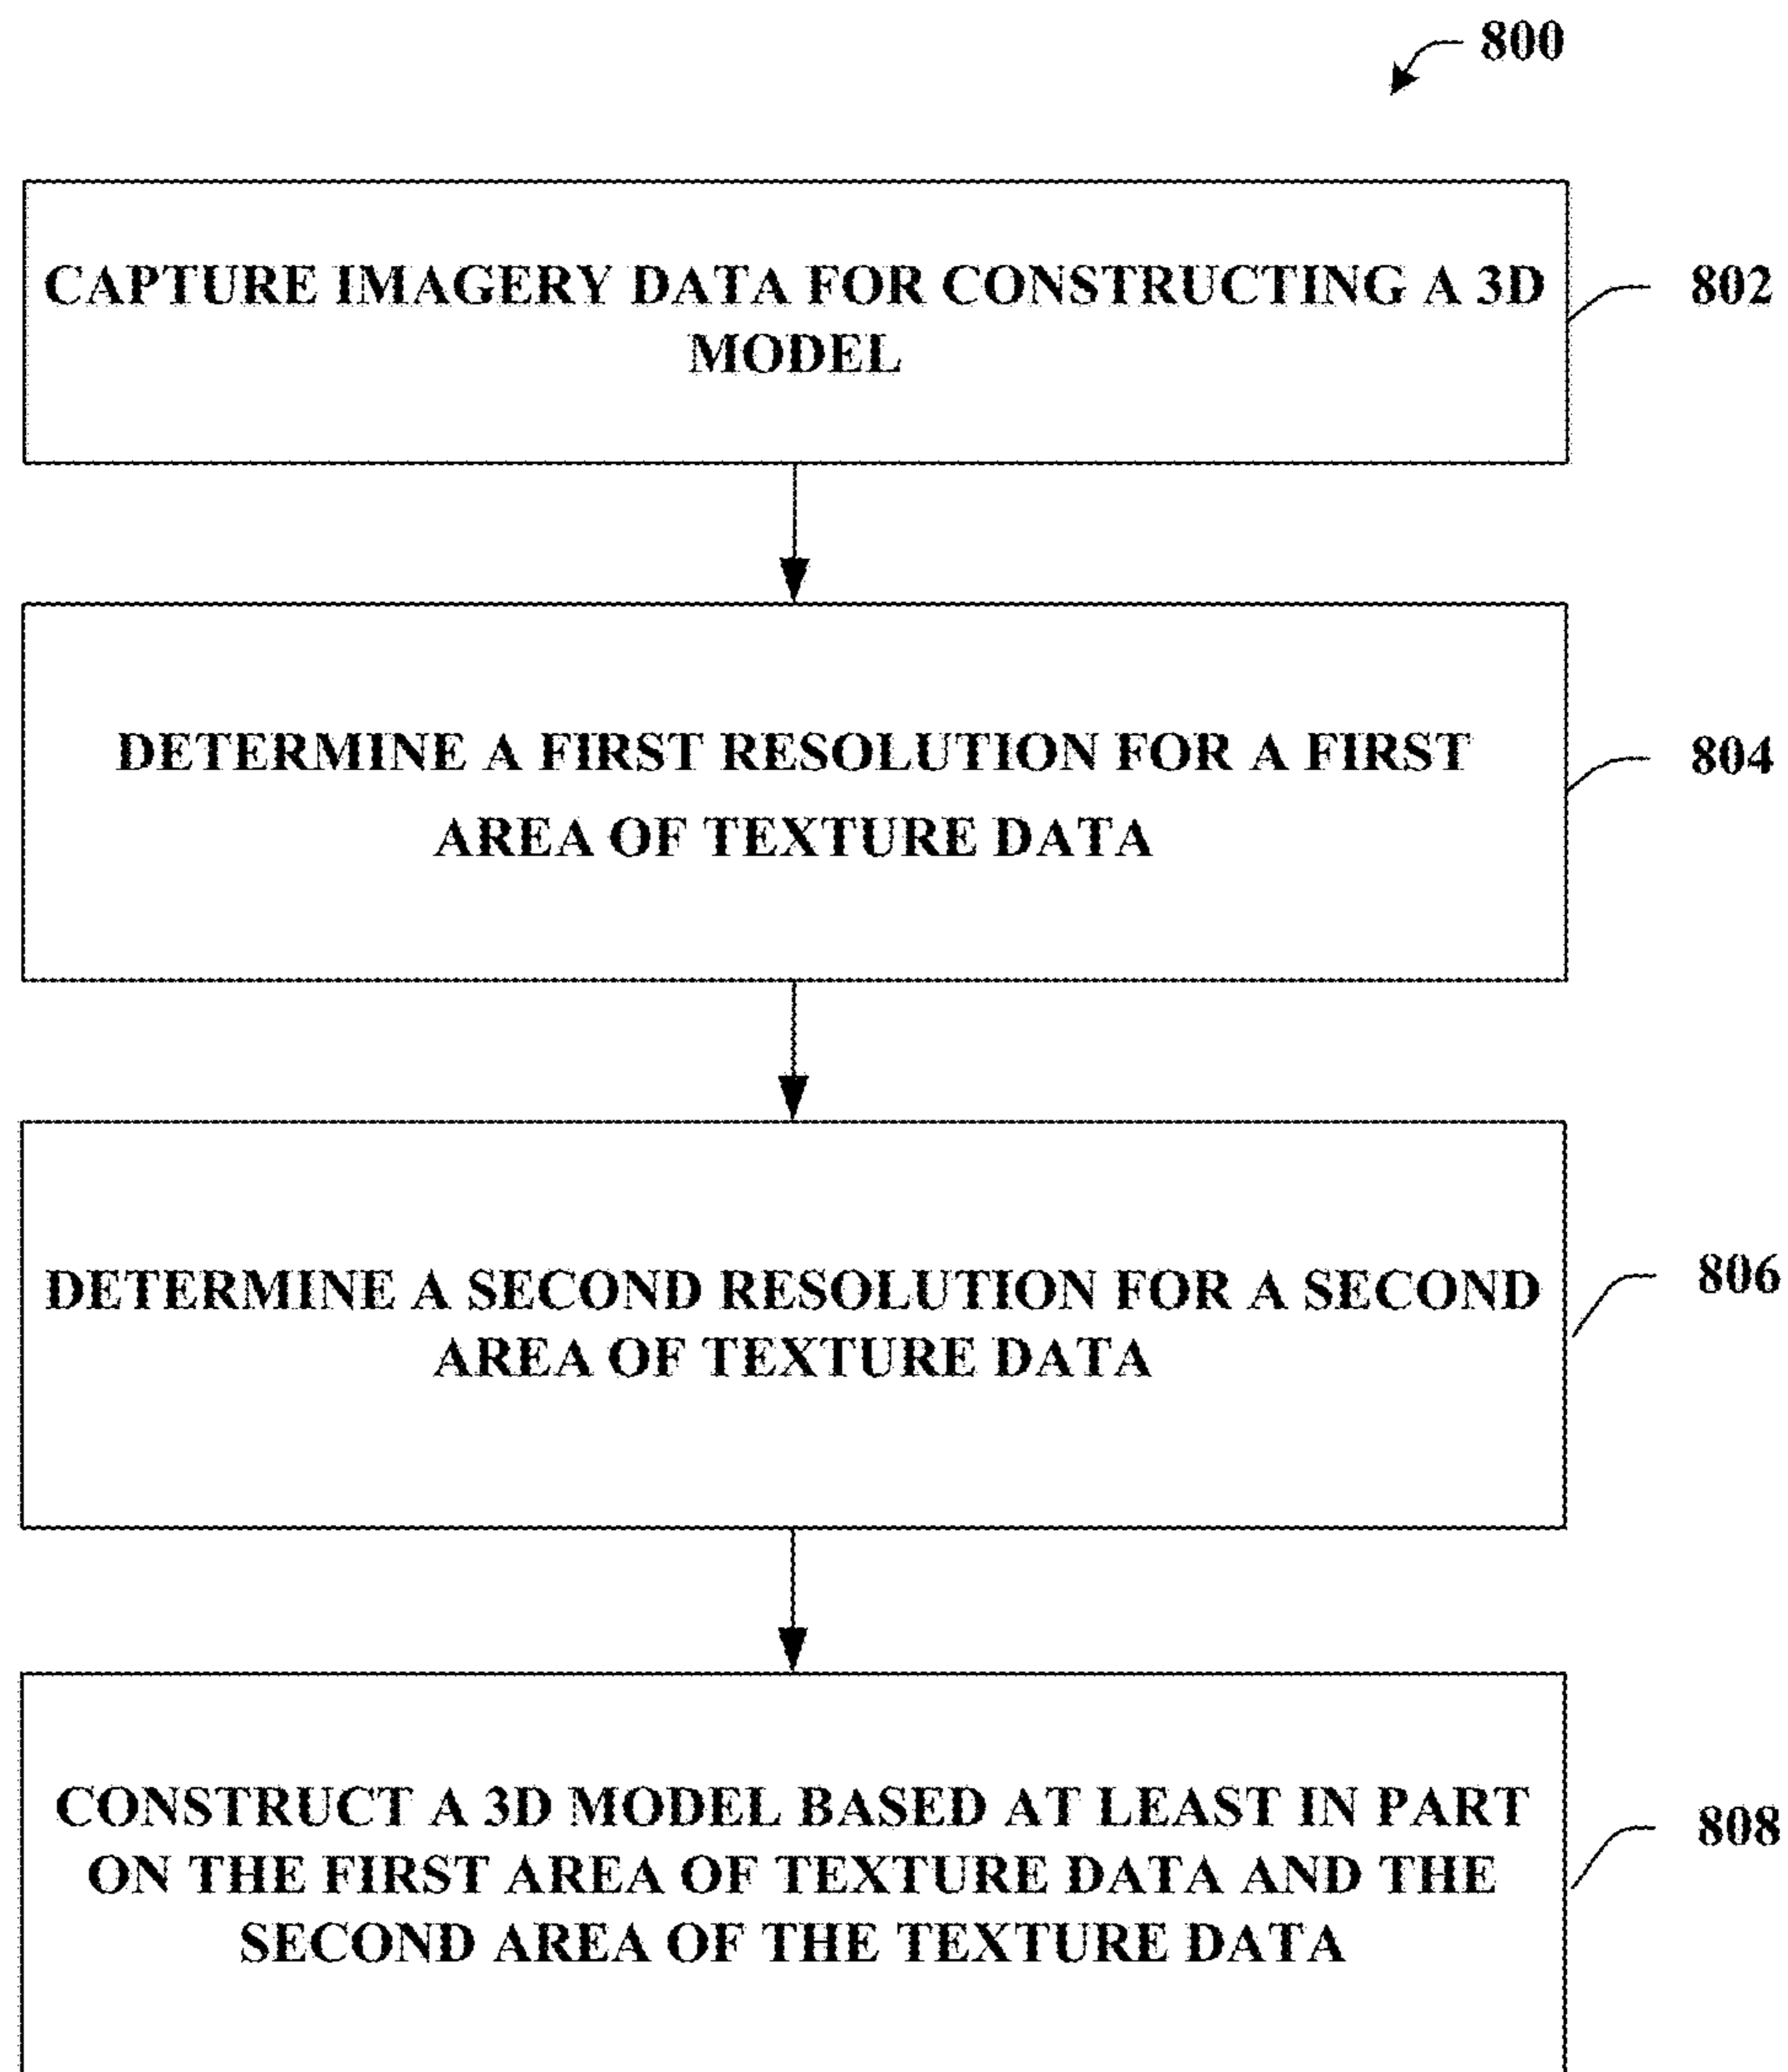 800
CAPTURE IMAGERY DATA FOR CONSTRUCTING A 3D
MODEL
802
DETERMINE A FIRST RESOLUTION FOR A FIRST
AREA OF TEXTURE DATA
804
DETERMINE A SECOND RESOLUTION FOR A SECOND
AREA OF TEXTURE DATA
806
CONSTRUCT A 3D MODEL BASED AT LEAST IN PART
ON THE FIRST AREA OF TEXTURE DATA AND THE
SECOND AREA OF THE TEXTURE DATA
808